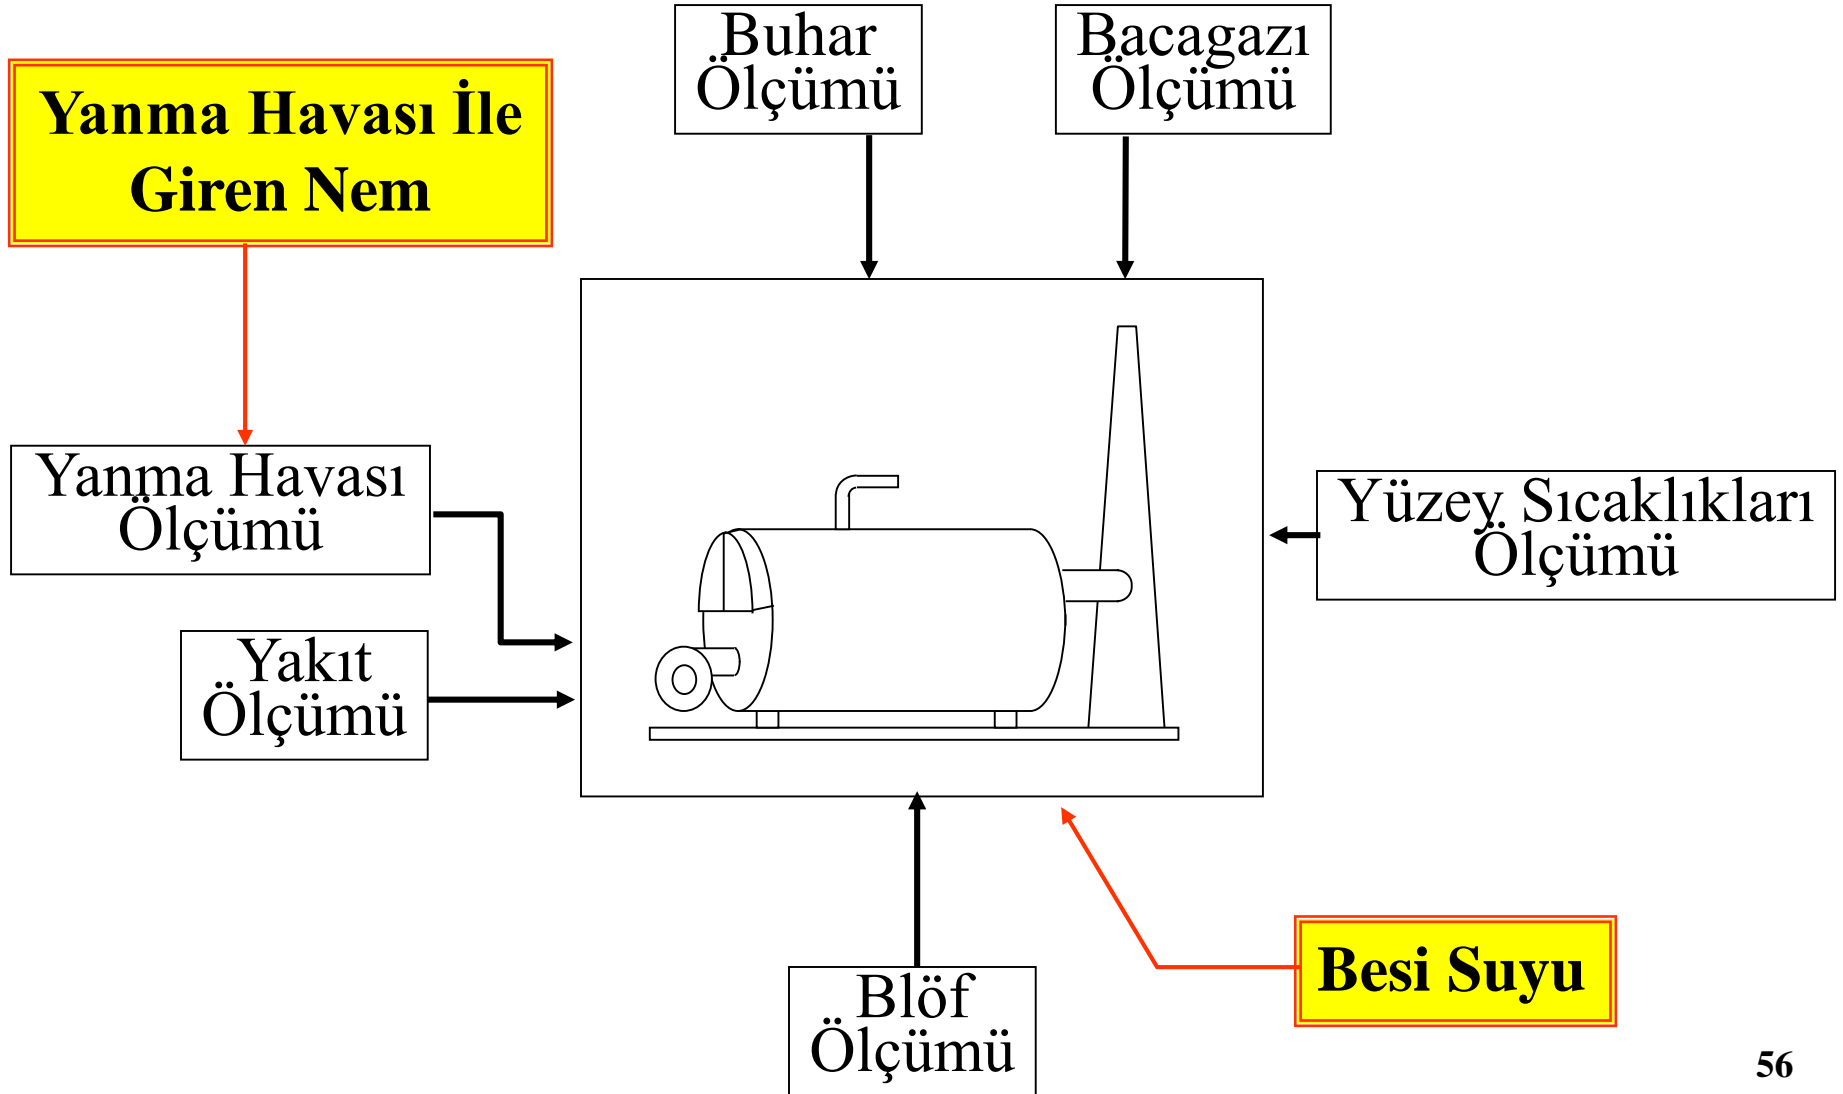 Buhar
Ölçümü
Bacagazı
Ölçümü
Yanma Havası İle
Giren Nem
Yanma Havası
Ölçümü
Yüzey Sıcaklıkları
Ölçümü
Yakıt
Ölçümü
Besi Suyu
Blöf
Ölçümü
56